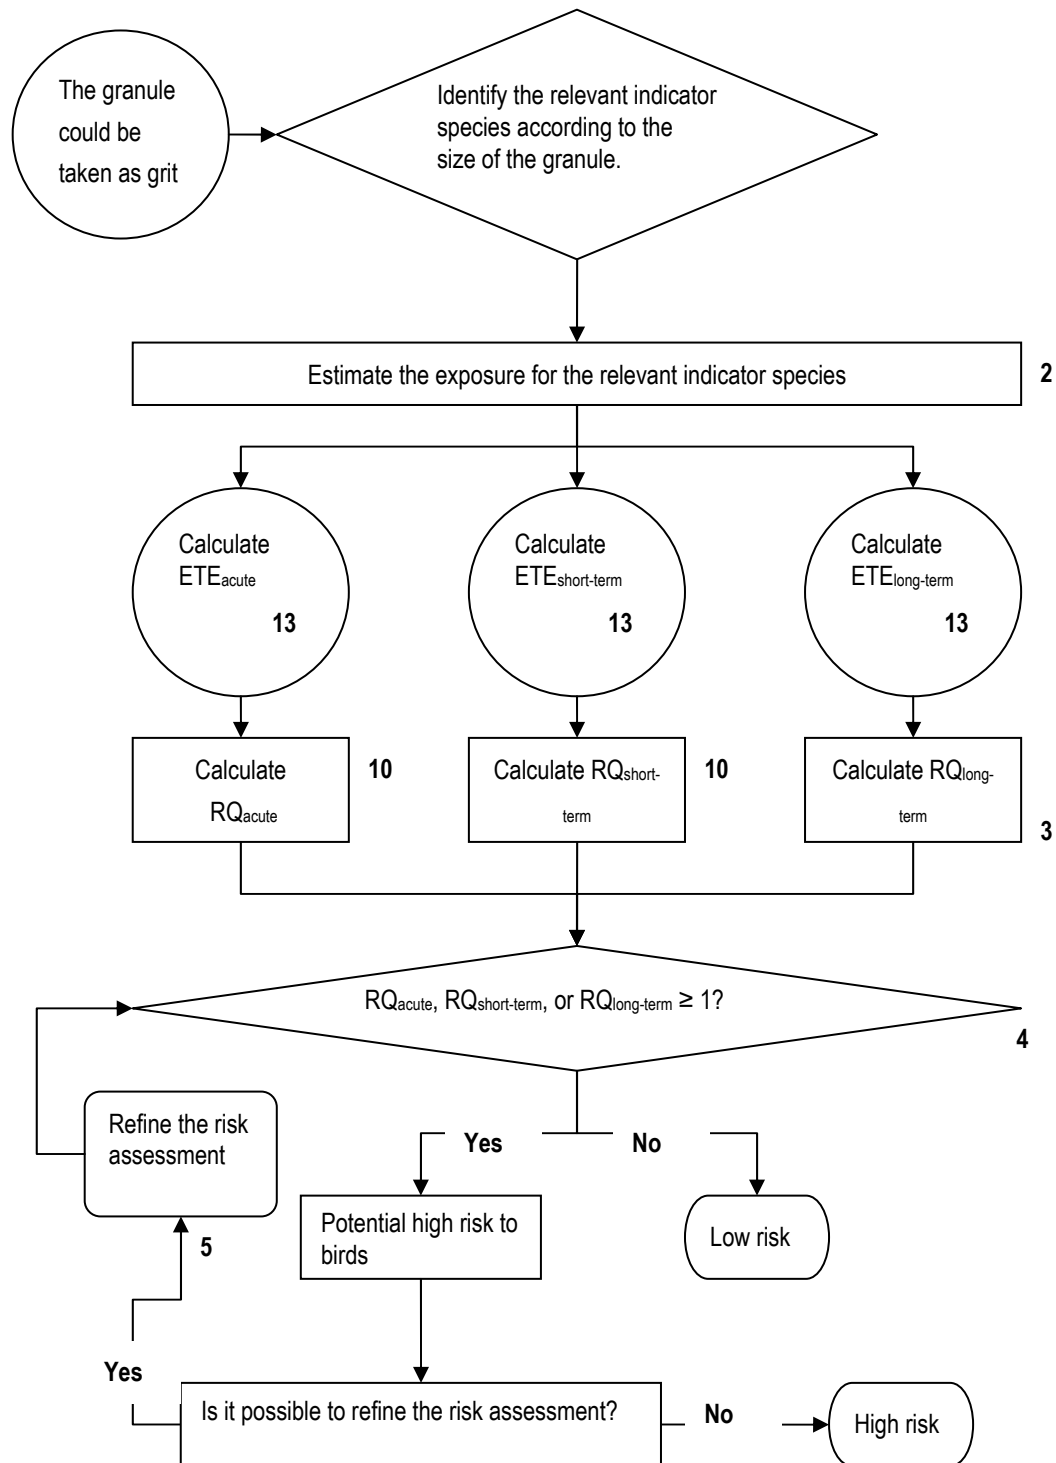 The granule
could be
taken as grit
Identify the relevant indicator
species according to the
size of the granule.
Estimate the exposure for the relevant indicator species
2
Calculate
ETEacute
13
Calculate
ETEshort-term
13
Calculate
ETElong-term
13
Calculate
RQacute
10
Calculate RQshort-
term
10
Calculate RQlong-
term
3
RQacute, RQshort-term, or RQlong-term ≥ 1?
4
Refine the risk
assessment
5
Yes
No
Potential high risk to
birds
Low risk
Yes
Is it possible to refine the risk assessment?
No
High risk